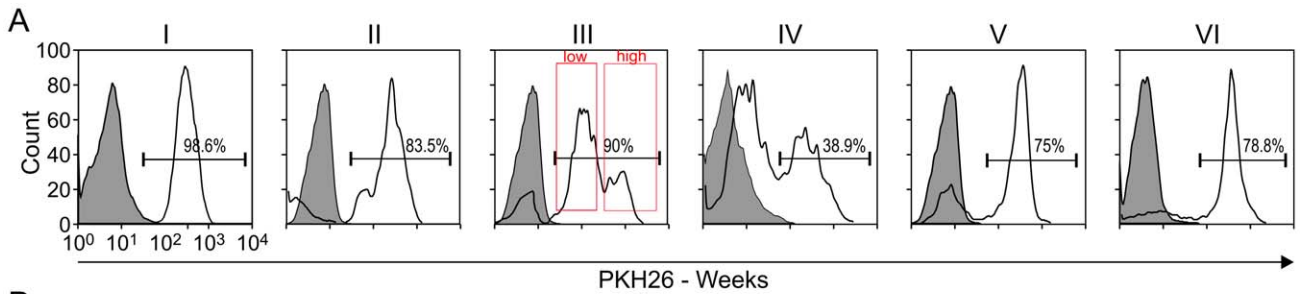 A
I II III IV V VI
low high
100
80
60
40
20
0
Count
98.6% 83.5% 90% 38.9% 75% 78.8%
10⁰ 10¹ 10² 10³ 10⁴
PKH26 - Weeks